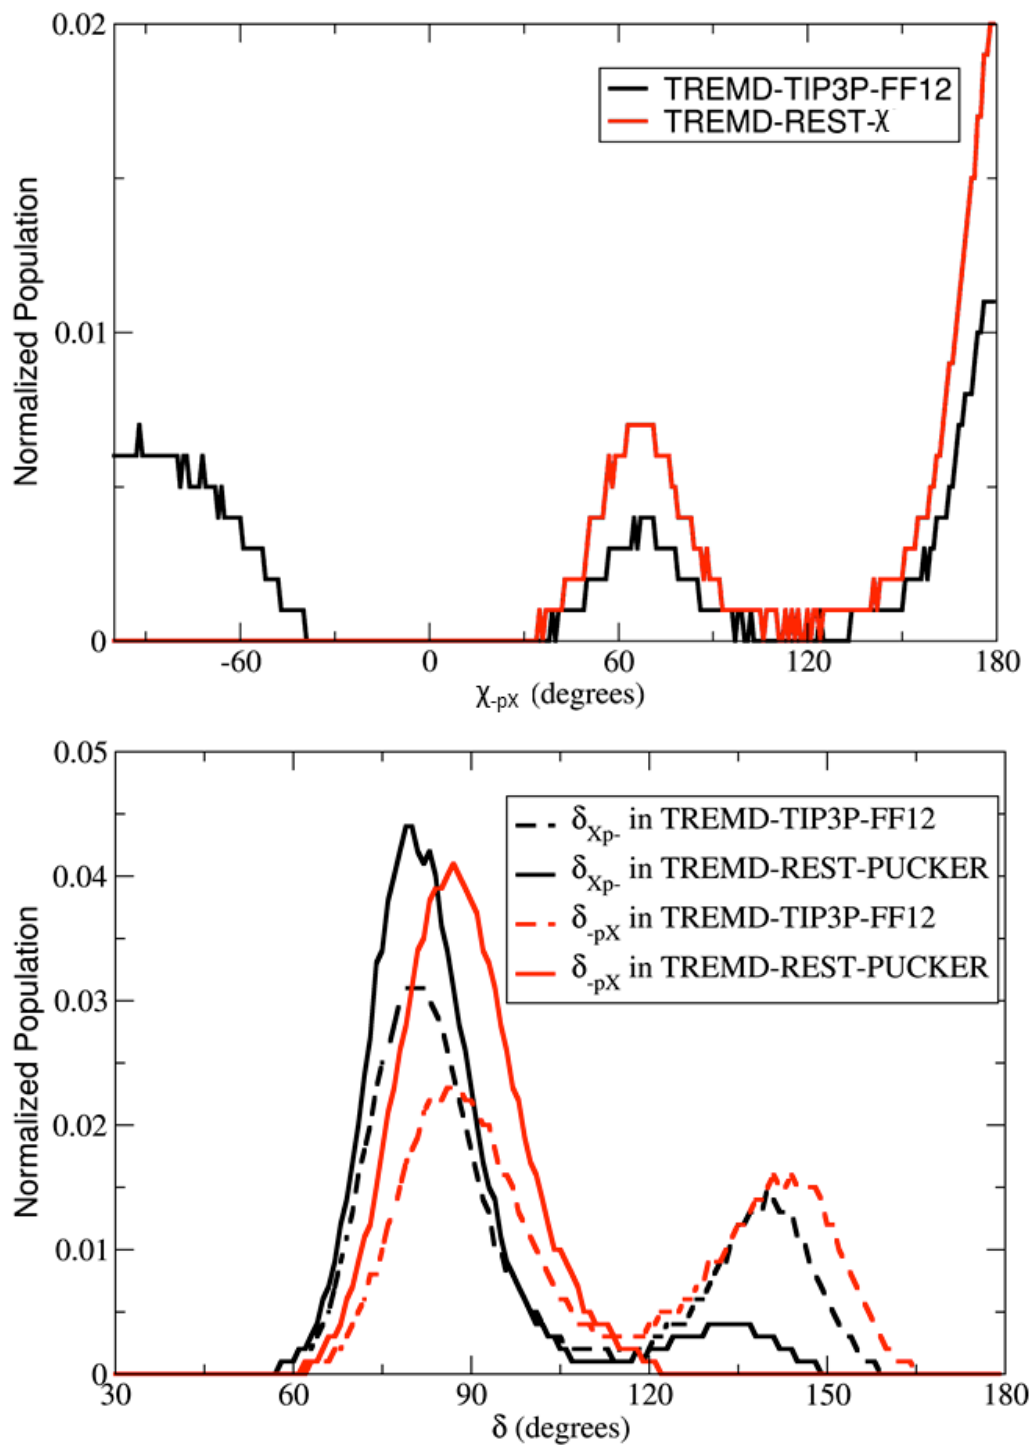 0.02
TREMD-TIP3P-FF12
TREMD-REST-χ
Normalized Population
0.01
0
-60
0
60
120
180
χ-pX (degrees)
0.05
δXp- in TREMD-TIP3P-FF12
δXp- in TREMD-REST-PUCKER
δ-pX in TREMD-TIP3P-FF12
δ-pX in TREMD-REST-PUCKER
0.04
0.03
Normalized Population
0.02
0.01
0
30
60
90
120
150
180
δ (degrees)